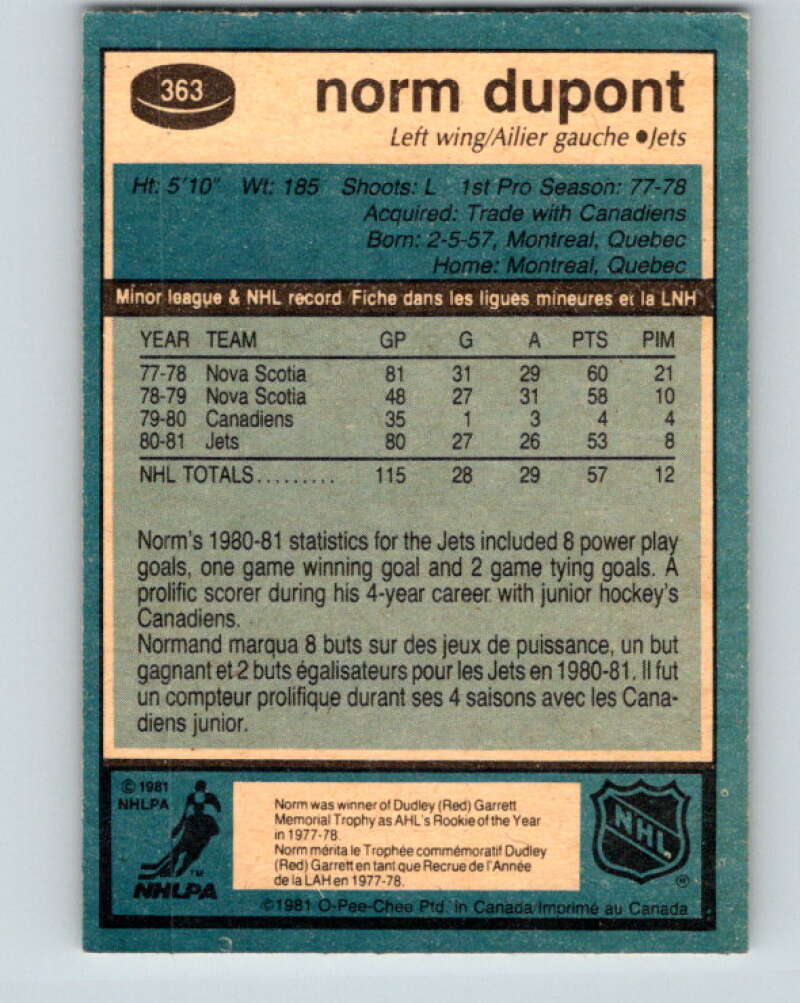 363
norm dupont
Left wing/Ailier gauche ●Jets
Ht: 5'10" Wt: 185 Shoots: L 1st Pro Season: 77-78
Acquired: Trade with Canadiens
Born: 2-5-57, Montreal, Quebec
Home: Montreal, Quebec
Minor league & NHL record Fiche dans les ligues mineures et la LNH
YEAR TEAM GP G A PTS PIM
77-78 Nova Scotia 81 31 29 60 21
78-79 Nova Scotia 48 27 31 58 10
79-80 Canadiens 35 1 3 4 4
80-81 Jets 80 27 26 53 8
NHL TOTALS......... 115 28 29 57 12
Norm's 1980-81 statistics for the Jets included 8 power play
goals, one game winning goal and 2 game tying goals. A
prolific scorer during his 4-year career with junior hockey's
Canadiens.
Normand marqua 8 buts sur des jeux de puissance, un but
gagnant et 2 buts égalisateurs pour les Jets en 1980-81. Il fut
un compteur prolifique durant ses 4 saisons avec les Cana-
diens junior.
© 1981
NHLPA
TM
NHLPA
Norm was winner of Dudley (Red) Garrett
Memorial Trophy as AHL's Rookie of the Year
in 1977-78.
Norm mérita le Trophée commémoratif Dudley
(Red) Garrett en tant que Recrue de l'Année
de la LAH en 1977-78.
NHL
®
©1981 O-Pee-Chee Ptd. in Canada/Imprimé au Canada